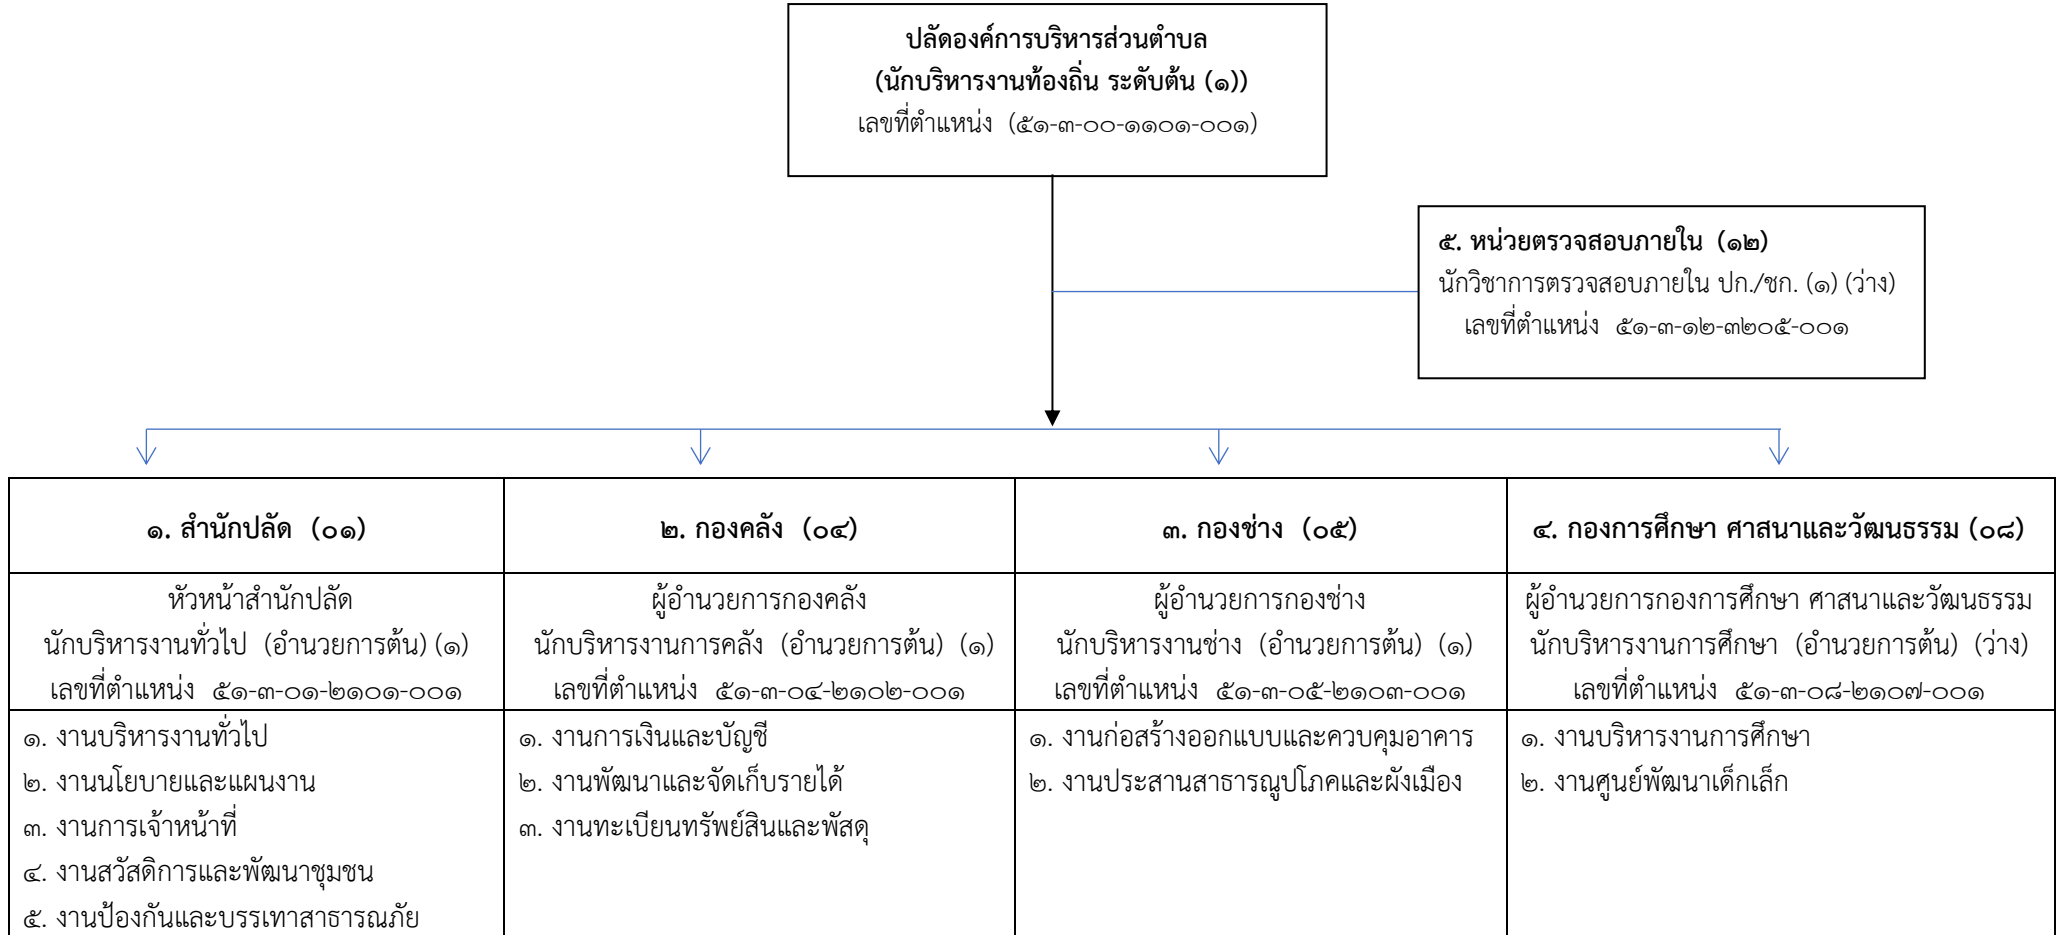 ปลัดองค์การบริหารส่วนตำบล
(นักบริหารงานท้องถิ่น ระดับต้น (๑))
เลขที่ตำแหน่ง (๕๑-๓-๐๐-๑๑๐๑-๐๐๑)
๕. หน่วยตรวจสอบภายใน (๑๒)
นักวิชาการตรวจสอบภายใน ปก./ชก. (๑) (ว่าง)
เลขที่ตำแหน่ง ๕๑-๓-๑๒-๓๒๐๕-๐๐๑
๑. สำนักปลัด (๐๑)
หัวหน้าสำนักปลัด
นักบริหารงานทั่วไป (อำนวยการต้น) (๑)
เลขที่ตำแหน่ง ๕๑-๓-๐๑-๒๑๐๑-๐๐๑
๑. งานบริหารงานทั่วไป
๒. งานนโยบายและแผนงาน
๓. งานการเจ้าหน้าที่
๔. งานสวัสดิการและพัฒนาชุมชน
๕. งานป้องกันและบรรเทาสาธารณภัย
๒. กองคลัง (๐๔)
ผู้อำนวยการกองคลัง
นักบริหารงานการคลัง (อำนวยการต้น) (๑)
เลขที่ตำแหน่ง ๕๑-๓-๐๔-๒๑๐๒-๐๐๑
๑. งานการเงินและบัญชี
๒. งานพัฒนาและจัดเก็บรายได้
๓. งานทะเบียนทรัพย์สินและพัสดุ
๓. กองช่าง (๐๕)
ผู้อำนวยการกองช่าง
นักบริหารงานช่าง (อำนวยการต้น) (๑)
เลขที่ตำแหน่ง ๕๑-๓-๐๕-๒๑๐๓-๐๐๑
๑. งานก่อสร้างออกแบบและควบคุมอาคาร
๒. งานประสานสาธารณูปโภคและผังเมือง
๔. กองการศึกษา ศาสนาและวัฒนธรรม (๐๘)
ผู้อำนวยการกองการศึกษา ศาสนาและวัฒนธรรม
นักบริหารงานการศึกษา (อำนวยการต้น) (ว่าง)
เลขที่ตำแหน่ง ๕๑-๓-๐๘-๒๑๐๗-๐๐๑
๑. งานบริหารงานการศึกษา
๒. งานศูนย์พัฒนาเด็กเล็ก